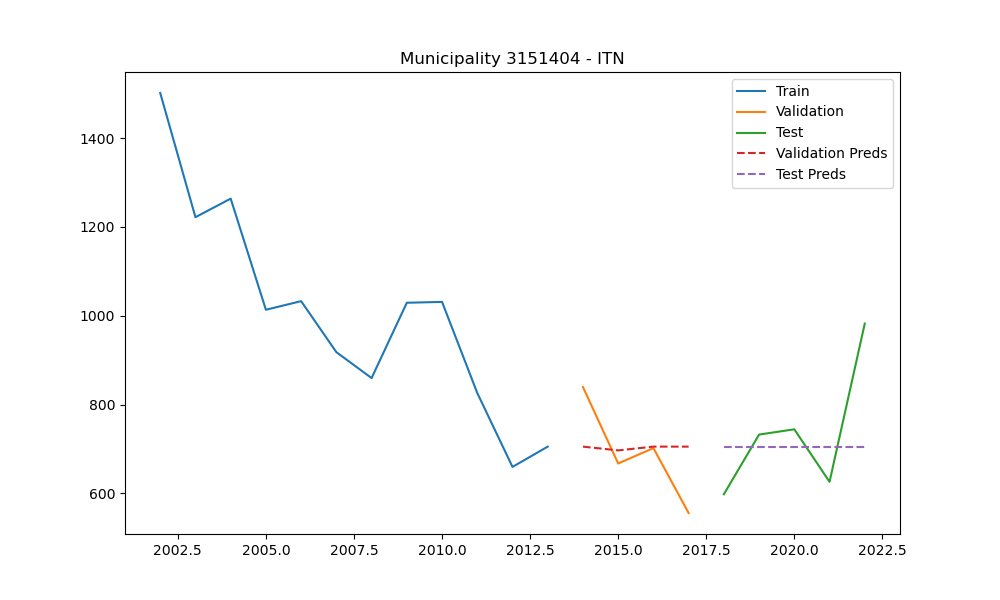 Municipality 3151404 - ITN
Train
Validation
Test
Validation Preds
Test Preds
1400
1200
1000
800
600
2002.5 2005.0 2007.5 2010.0 2012.5 2015.0 2017.5 2020.0 2022.5